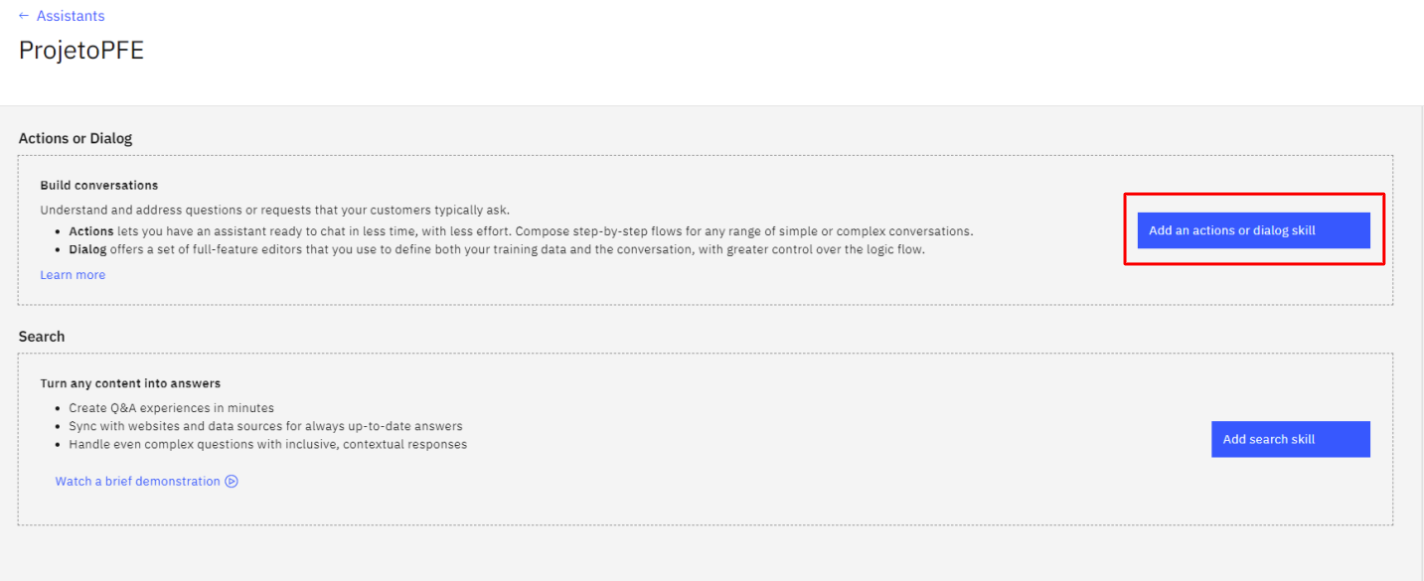 ← Assistants
ProjetoPFE
Actions or Dialog
Build conversations
Understand and address questions or requests that your customers typically ask.
• Actions lets you have an assistant ready to chat in less time, with less effort. Compose step-by-step flows for any range of simple or complex conversations.
• Dialog offers a set of full-feature editors that you use to define both your training data and the conversation, with greater control over the logic flow.
Learn more
Add an actions or dialog skill
Search
Turn any content into answers
• Create Q&A experiences in minutes
• Sync with websites and data sources for always up-to-date answers
• Handle even complex questions with inclusive, contextual responses
Add search skill
Watch a brief demonstration